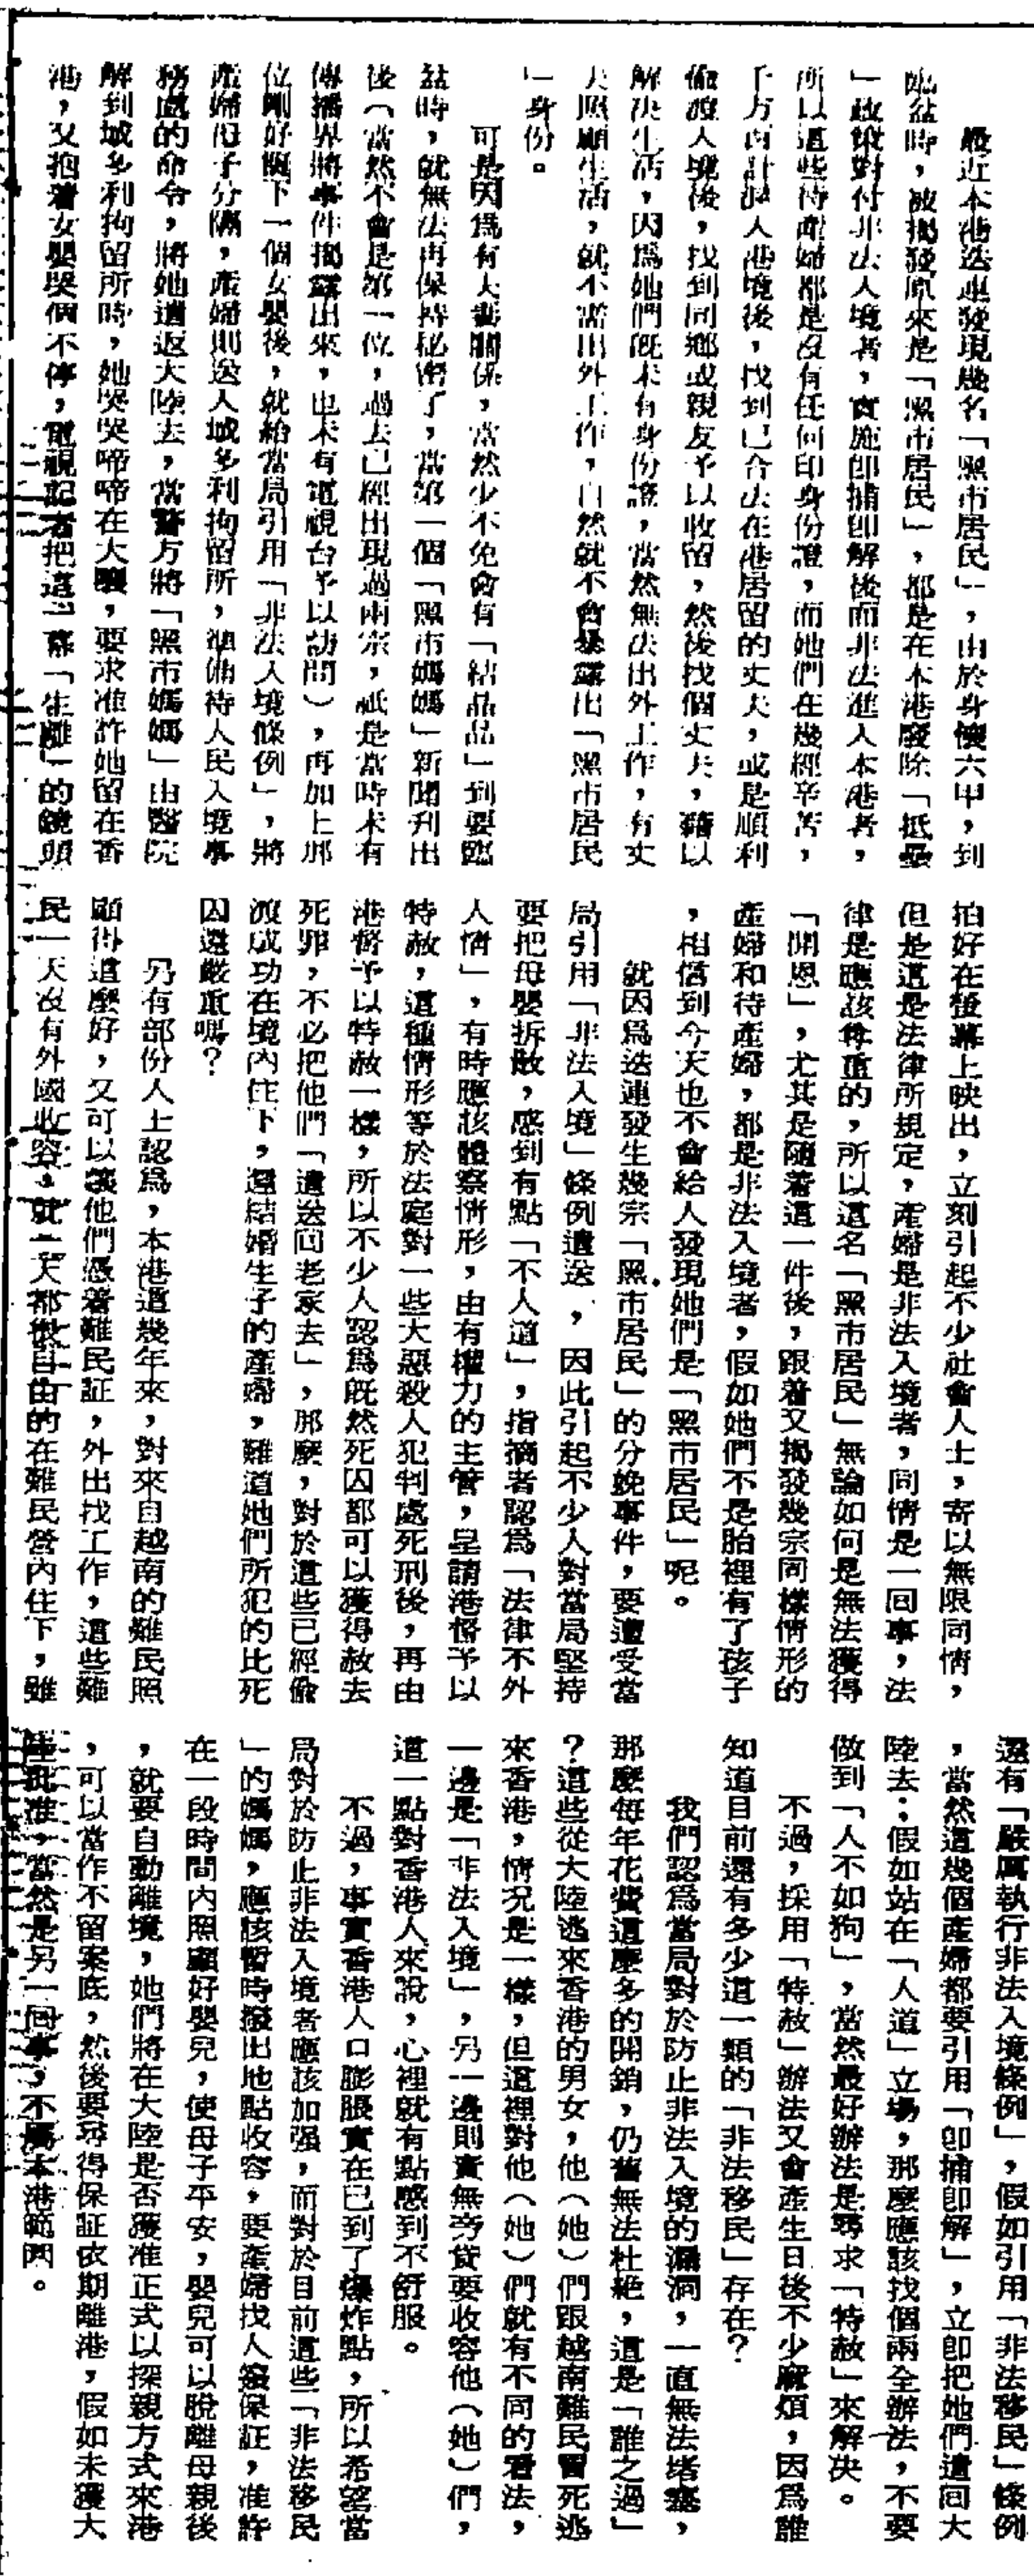 最近本港迭連發現幾名「黑市居民」，由於身懷六甲，到
臨盆時，被揭發原來是「黑市居民」，都是在本港廢除「抵壘
」政策對付非法入境者，實施即捕即解後而非法進入本港者，
所以這些待產婦都是沒有任何印身份證，而她們在幾經辛苦，
千方百計混入港境後，找到已合法在港居留的丈夫，或是順利
偷渡入境後，找到同鄉或親友予以收留，然後找個丈夫，藉以
解決生活，因爲她們既未有身份證，當然無法出外工作，有丈
夫照顧生活，就不需出外工作，自然就不會暴露出「黑市居民
」身份。
可是因爲有夫妻關係，當然少不免會有「結晶品」到要臨
盆時，就無法再保持秘密了，當第一個「黑市媽媽」新聞刋出
後（當然不會是第一位，過去已經出現過兩宗，祇是當時未有
傳播界將事件揭露出來，也未有電視台予以訪問），再加上那
位剛好誕下一個女嬰後，就給當局引用「非法入境條例」，將
產婦母子分隔，產婦則送入域多利拘留所，準備待人民入境事
務處的命令，將她遣返大陸去，當警方將「黑市媽媽」由醫院
解到域多利拘留所時，她哭哭啼啼在大嚷，要求准許她留在香
港，又抱着女嬰哭個不停，電視記者把這一幕「生離」的鏡頭
拍好在螢幕上映出，立刻引起不少社會人士，寄以無限同情，
但是這是法律所規定，產婦是非法入境者，同情是一回事，法
律是應該尊重的，所以這名「黑市居民」無論如何是無法獲得
「開恩」，尤其是隨着這一件後，跟着又揭發幾宗同樣情形的
產婦和待產婦，都是非法入境者，假如她們不是胎裡有了孩子
，相信到今天也不會給人發現她們是「黑市居民」呢。
就因爲迭連發生幾宗「黑市居民」的分娩事件，要遭受當
局引用「非法入境」條例遣送，因此引起不少人對當局堅持
要把母嬰拆散，感到有點「不人道」，指摘者認爲「法律不外
人情」，有時應該體察情形，由有權力的主管，呈請港督予以
特赦，這種情形等於法庭對一些大惡殺人犯判處死刑後，再由
港督予以特赦一樣，所以不少人認爲既然死囚都可以獲得赦去
死罪，不必把他們「遣送回老家去」，那麼，對於這些已經偷
渡成功在境內住下，還結婚生子的產婦，難道她們所犯的比死
囚還嚴重嗎？
另有部份人士認爲，本港這幾年來，對來自越南的難民照
顧得這麼好，又可以讓他們憑着難民証，外出找工作，這些難
民一天沒有外國收容，就一天都很自由的在難民營內住下，雖
還有「嚴厲執行非法入境條例」，假如引用「非法移民」條例
，當然這幾個產婦都要引用「即捕即解」，立即把她們遣回大
陸去；假如站在「人道」立場，那麼應該找個兩全辦法，不要
做到「人不如狗」，當然最好辦法是尋求「特赦」來解決。
不過，採用「特赦」辦法又會產生日後不少麻煩，因爲誰
知道目前還有多少這一類的「非法移民」存在？
我們認爲當局對於防止非法入境的漏洞，一直無法堵塞，
那麼每年花費這麼多的開銷，仍舊無法杜絕，這是「誰之過」
？這些從大陸逃來香港的男女，他（她）們跟越南難民冒死逃
來香港，情況是一樣，但這裡對他（她）們就有不同的看法，
一邊是「非法入境」，另一邊則責無旁貸要收容他（她）們，
這一點對香港人來說，心裡就有點感到不舒服。
不過，事實香港人口膨脹實在已到了爆炸點，所以希望當
局對於防止非法入境者應該加强，而對於目前這些「非法移民
」的媽媽，應該暫時撥出地點收容，要產婦找人簽保証，准許
在一段時間內照顧好嬰兒，使母子平安，嬰兒可以脫離母親後
，就要自動離境，她們將在大陸是否獲准正式以探親方式來港
，可以當作不留案底，然後要尋得保証依期離港，假如未獲大
陸批准，當然是另一回事，不屬本港範圍。